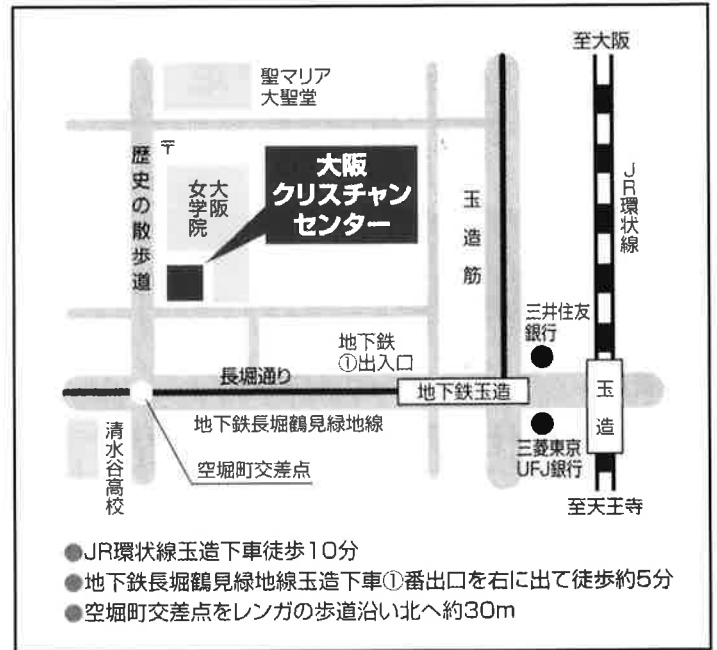 至大阪
聖マリア
大聖堂
〒
歴史の散歩道
大阪
女学院
大阪
クリスチャン
センター
玉造筋
JR環状線
三井住友
銀行
地下鉄
①出入口
長堀通り
地下鉄玉造
玉造
地下鉄長堀鶴見緑地線
清水谷高校
空堀町交差点
三菱東京
UFJ銀行
至天王寺
●JR環状線玉造下車徒歩10分
●地下鉄長堀鶴見緑地線玉造下車①番出口を右に出て徒歩約5分
●空堀町交差点をレンガの歩道沿い北へ約30m